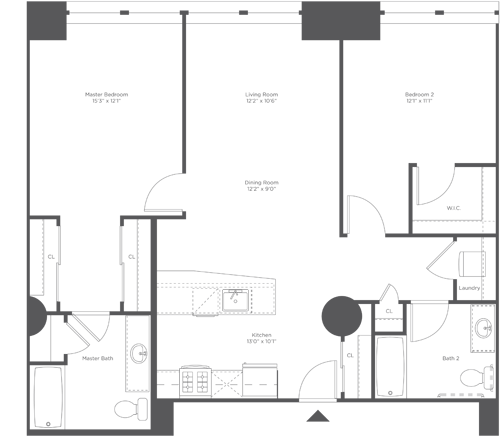 Master Bedroom
15'3" x 12'1"
Living Room
12'2" x 10'6"
Bedroom 2
12'1" x 11'1"
Dining Room
12'2" x 9'0"
W.I.C
CL
CL
Laundry
CL
Kitchen
13'0" x 10'1"
Master Bath
CL
Bath 2